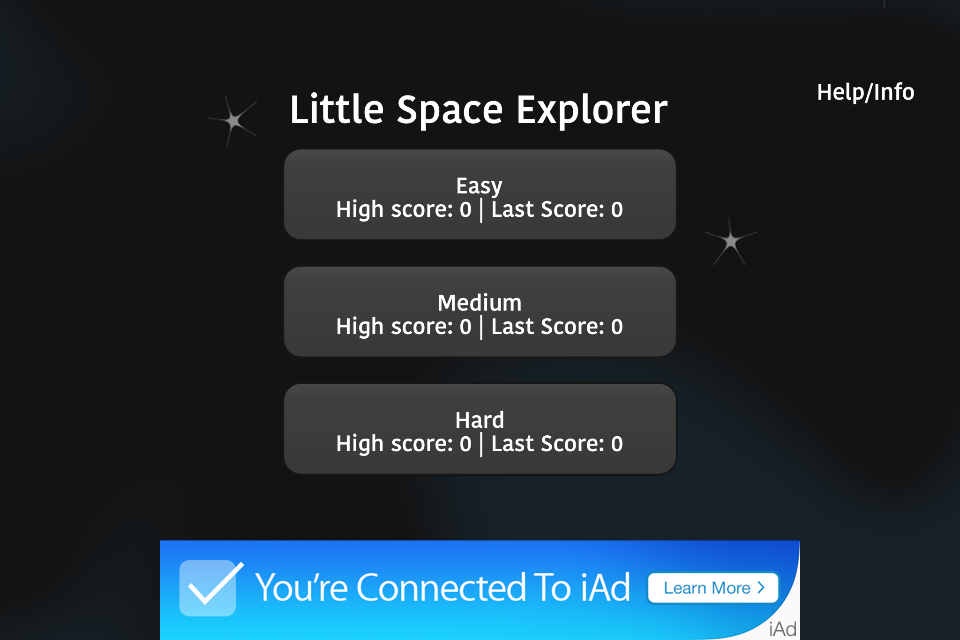 Little Space Explorer
Help/Info
Easy
High score: 0 | Last Score: 0
Medium
High score: 0 | Last Score: 0
Hard
High score: 0 | Last Score: 0
You're Connected To iAd
Learn More >
iAd